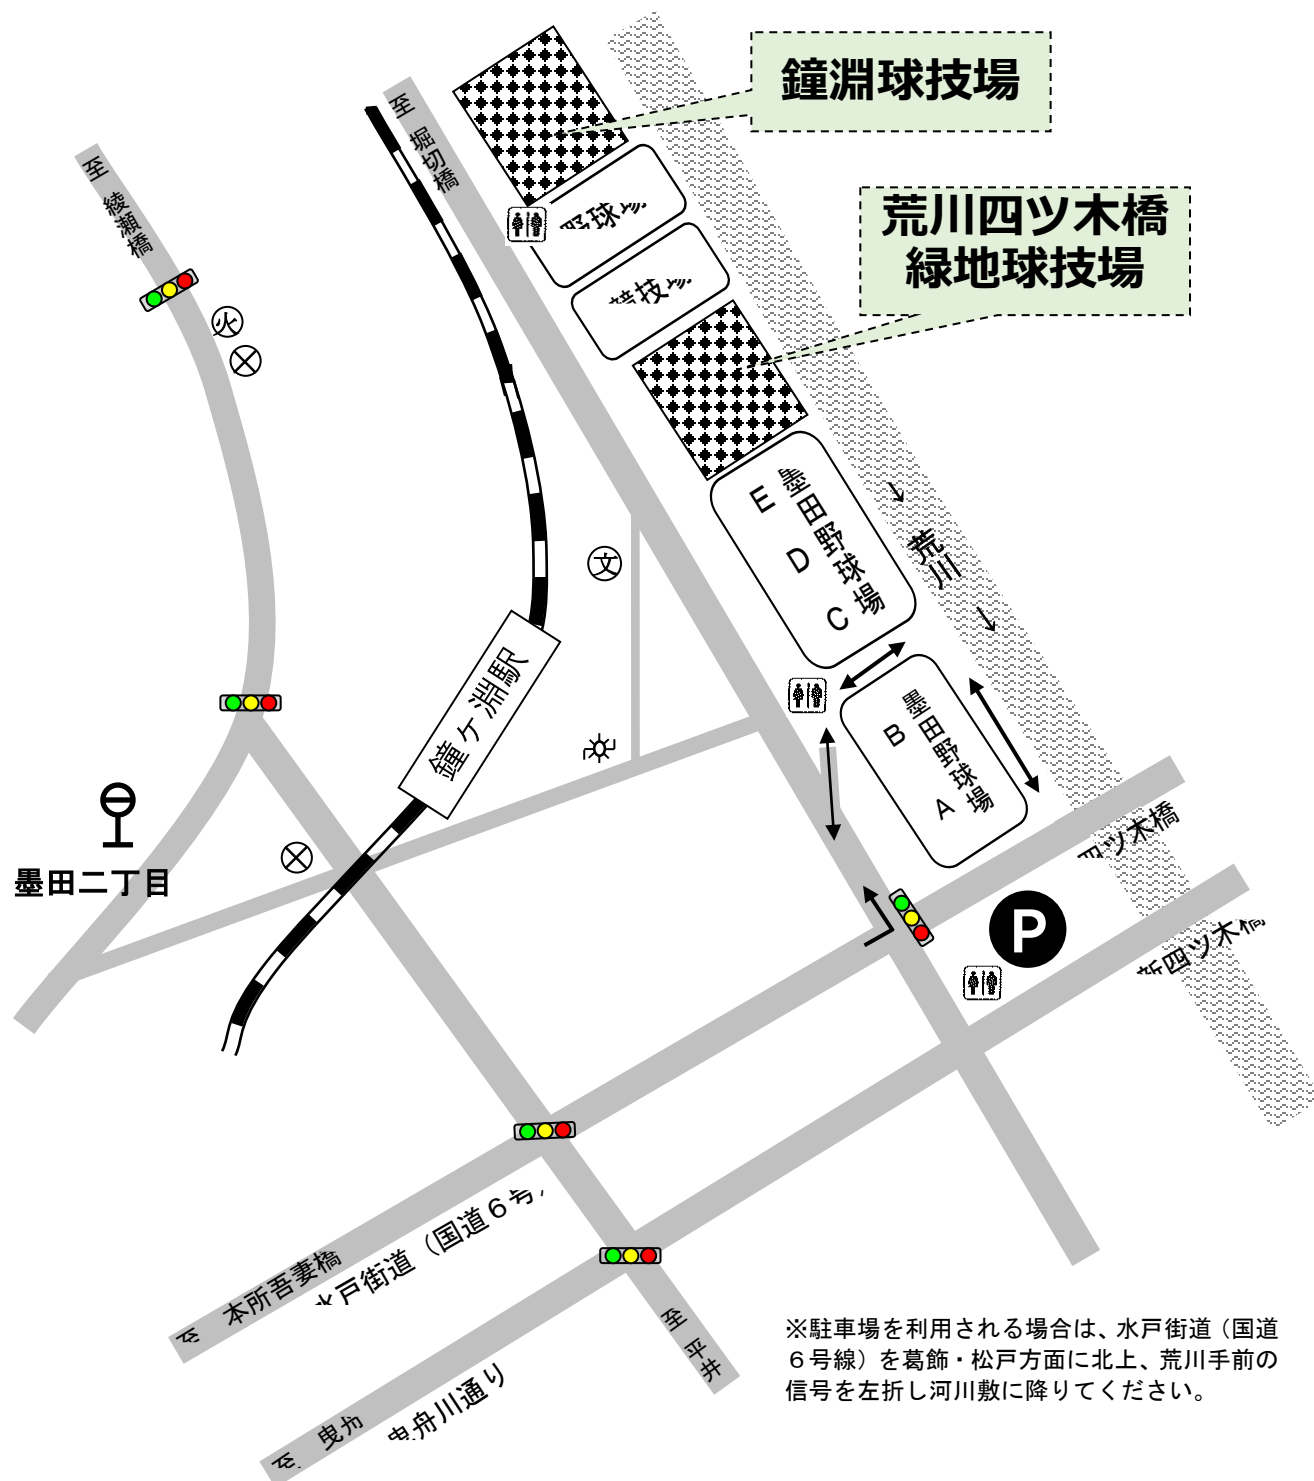 鐘淵球技場
荒川四ツ木橋
緑地球技場
至 堀切橋
至 綾瀬橋
火
野球場
競技場
墨田野球場
E D C
文
荒川
鐘ヶ淵駅
墨田野球場
B A
墨田二丁目
四ツ木橋
P
新四ツ木橋
水戸街道（国道６号）
至 本所吾妻橋
至 平井
曳舟川通り
至 曳舟
※駐車場を利用される場合は、水戸街道（国道
６号線）を葛飾・松戸方面に北上、荒川手前の
信号を左折し河川敷に降りてください。